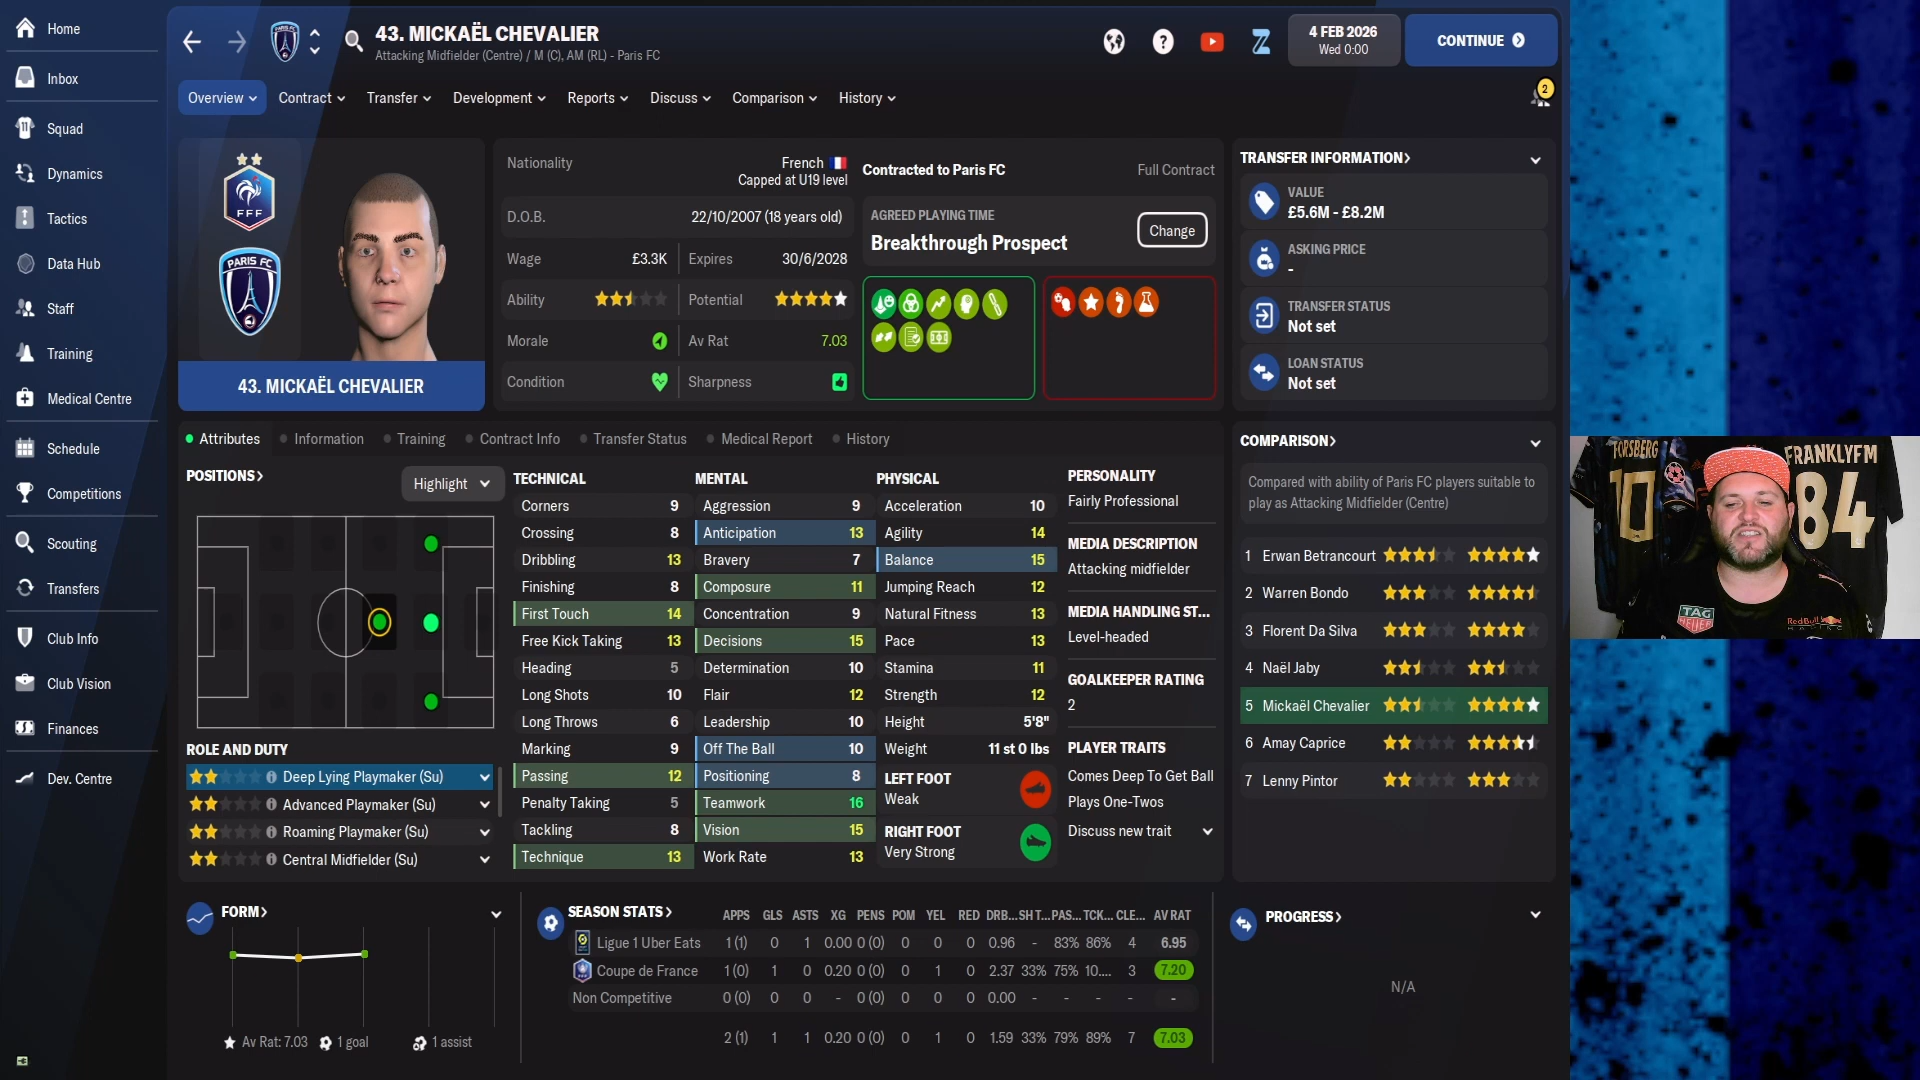 Home
Inbox
Squad
Dynamics
Tactics
Data Hub
Staff
Training
Medical Centre
Schedule
Competitions
Scouting
Transfers
Club Info
Club Vision
Finances
Dev. Centre
43. MICKAËL CHEVALIER
Attacking Midfielder (Centre) / M (C), AM (RL) - Paris FC
4 FEB 2026
Wed 0:00
CONTINUE
Overview
Contract
Transfer
Development
Reports
Discuss
Comparison
History
2
FFF
PARIS FC
43. MICKAËL CHEVALIER
Nationality
French
Capped at U19 level
D.O.B. 22/10/2007 (18 years old)
Wage £3.3K Expires 30/6/2028
Ability Potential
Morale Av Rat 7.03
Condition Sharpness
Contracted to Paris FC Full Contract
AGREED PLAYING TIME
Breakthrough Prospect
Change
TRANSFER INFORMATION>
VALUE
£5.6M - £8.2M
ASKING PRICE
-
TRANSFER STATUS
Not set
LOAN STATUS
Not set
Attributes Information Training Contract Info Transfer Status Medical Report History
POSITIONS>
Highlight
ROLE AND DUTY
Deep Lying Playmaker (Su)
Advanced Playmaker (Su)
Roaming Playmaker (Su)
Central Midfielder (Su)
TECHNICAL
Corners 9
Crossing 8
Dribbling 13
Finishing 8
First Touch 14
Free Kick Taking 13
Heading 5
Long Shots 10
Long Throws 6
Marking 9
Passing 12
Penalty Taking 5
Tackling 8
Technique 13
MENTAL
Aggression 9
Anticipation 13
Bravery 7
Composure 11
Concentration 9
Decisions 15
Determination 10
Flair 12
Leadership 10
Off The Ball 10
Positioning 8
Teamwork 16
Vision 15
Work Rate 13
PHYSICAL
Acceleration 10
Agility 14
Balance 15
Jumping Reach 12
Natural Fitness 13
Pace 13
Stamina 11
Strength 12
Height 5'8"
Weight 11 st 0 lbs
LEFT FOOT
Weak
RIGHT FOOT
Very Strong
PERSONALITY
Fairly Professional
MEDIA DESCRIPTION
Attacking midfielder
MEDIA HANDLING ST...
Level-headed
GOALKEEPER RATING
2
PLAYER TRAITS
Comes Deep To Get Ball
Plays One-Twos
Discuss new trait
COMPARISON>
Compared with ability of Paris FC players suitable to
play as Attacking Midfielder (Centre)
1 Erwan Betrancourt
2 Warren Bondo
3 Florent Da Silva
4 Naël Jaby
5 Mickaël Chevalier
6 Amay Caprice
7 Lenny Pintor
FORM>
Av Rat: 7.03 1 goal 1 assist
SEASON STATS> APPS GLS ASTS XG PENS POM YEL RED DRB... SH T... PAS... TCK... CLE... AV RAT
Ligue 1 Uber Eats 1 (1) 0 1 0.00 0 (0) 0 0 0 0.96 - 83% 86% 4 6.95
Coupe de France 1 (0) 1 0 0.20 0 (0) 0 1 0 2.37 33% 75% 10.... 3 7.20
Non Competitive 0 (0) 0 0 - 0 (0) 0 0 0 0.00 - - - - -
2 (1) 1 1 0.20 0 (0) 0 1 0 1.59 33% 79% 89% 7 7.03
PROGRESS>
N/A
FORSBERG
10
FRANKLYFM
84
TAG
HEUER
RedBull